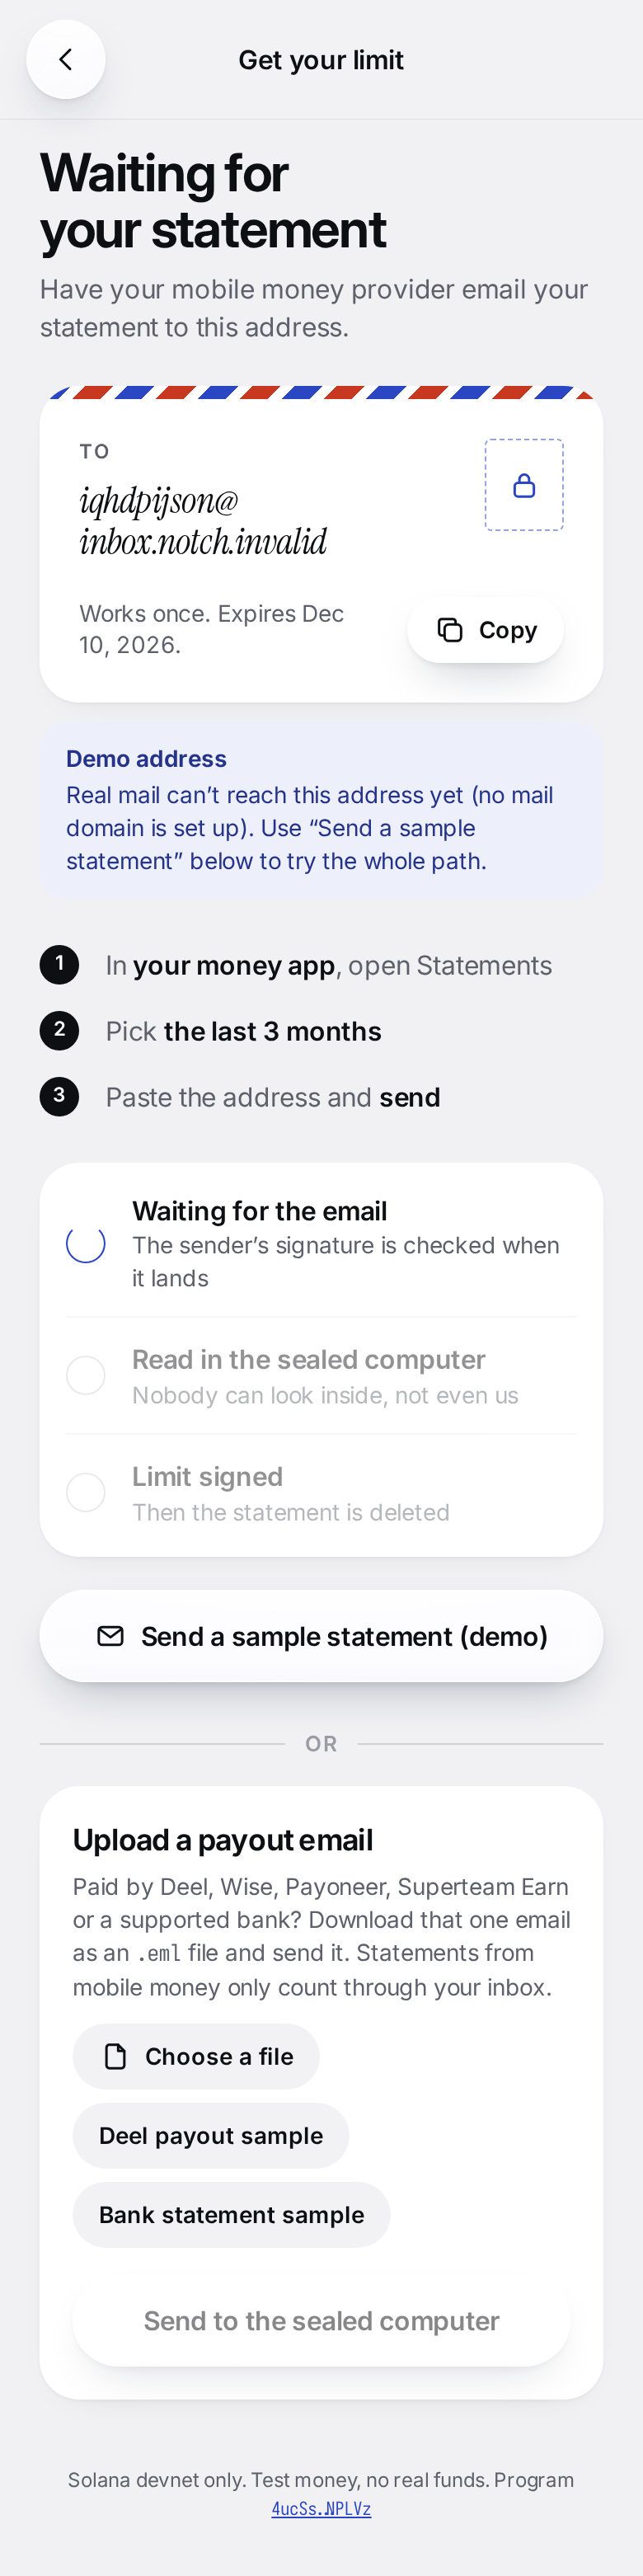 Get your limit
Waiting for
your statement
Have your mobile money provider email your
statement to this address.
TO
iqhdpijson@
inbox.notch.invalid
Works once. Expires Dec
10, 2026.
Copy
Demo address
Real mail can’t reach this address yet (no mail
domain is set up). Use “Send a sample
statement” below to try the whole path.
1 In your money app, open Statements
2 Pick the last 3 months
3 Paste the address and send
Waiting for the email
The sender’s signature is checked when
it lands
Read in the sealed computer
Nobody can look inside, not even us
Limit signed
Then the statement is deleted
Send a sample statement (demo)
OR
Upload a payout email
Paid by Deel, Wise, Payoneer, Superteam Earn
or a supported bank? Download that one email
as an .eml file and send it. Statements from
mobile money only count through your inbox.
Choose a file
Deel payout sample
Bank statement sample
Send to the sealed computer
Solana devnet only. Test money, no real funds. Program
4ucSs…NPLVz